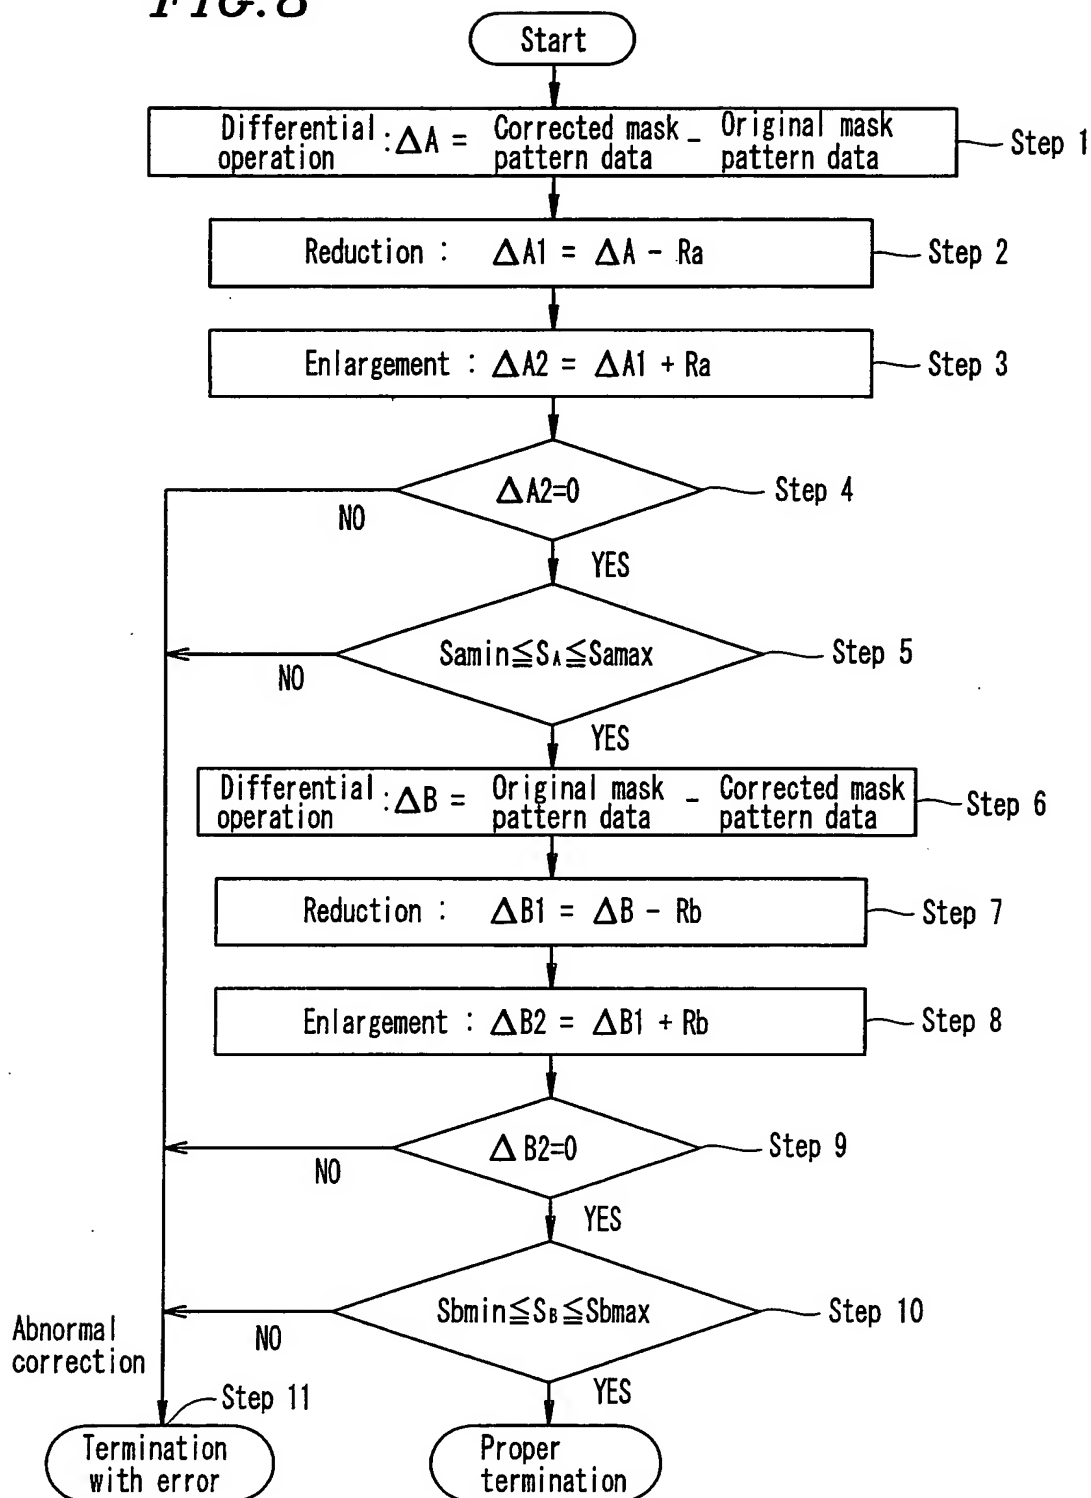 FIG. 8
Start
Differential operation : ΔA = Corrected mask pattern data - Original mask pattern data
Step 1
Reduction : ΔA1 = ΔA - Ra
Step 2
Enlargement : ΔA2 = ΔA1 + Ra
Step 3
ΔA2=0
Step 4
NO
YES
Samin≦SA≦Samax
Step 5
NO
YES
Differential operation : ΔB = Original mask pattern data - Corrected mask pattern data
Step 6
Reduction : ΔB1 = ΔB - Rb
Step 7
Enlargement : ΔB2 = ΔB1 + Rb
Step 8
ΔB2=0
Step 9
NO
YES
Sbmin≦SB≦Sbmax
Step 10
NO
YES
Abnormal
correction
Step 11
Termination
with error
Proper
termination